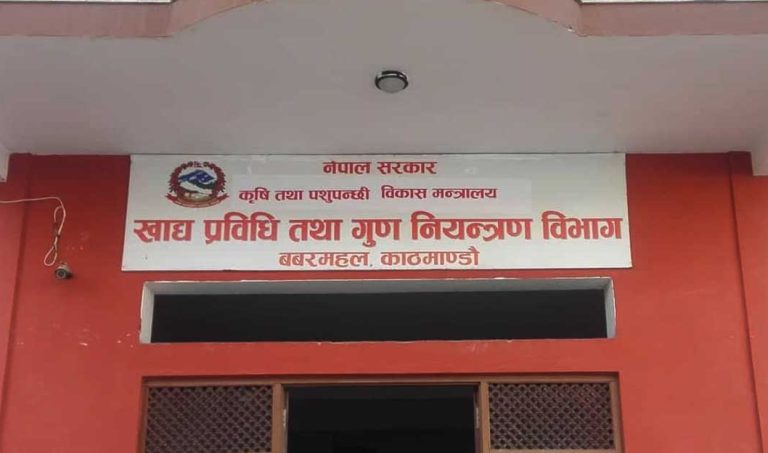 नेपाल सरकार
कृषि तथा पशुपन्छी विकास मन्त्रालय
खाद्य प्रविधि तथा गुण नियन्त्रण विभाग
बबरमहल, काठमाण्डौ